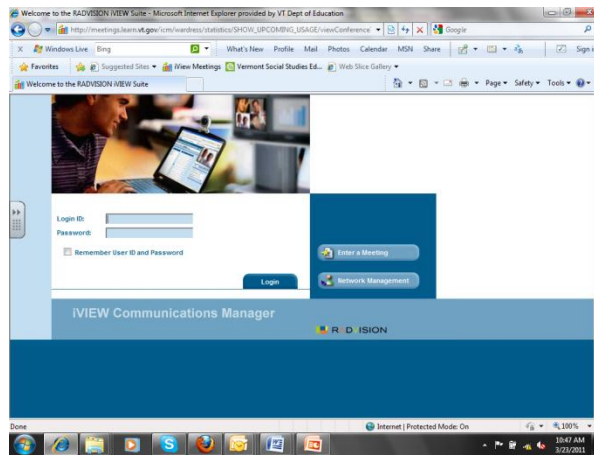 Welcome to the RADVISION iVIEW Suite - Microsoft Internet Explorer provided by VT Dept of Education
http://meetings.learn.vt.gov/icm/wardress/statistics/SHOW_UPCOMING_USAGE/viewConference
Google
X Windows Live Bing What's New Profile Mail Photos Calendar MSN Share Sign i
Favorites Suggested Sites iView Meetings Vermont Social Studies Ed... Web Slice Gallery
Welcome to the RADVISION iVIEW Suite Page Safety Tools
Login ID:
Password:
Remember User ID and Password
Login
Enter a Meeting
Network Management
iVIEW Communications Manager
RADVISION
Done Internet | Protected Mode: On 100%
10:47 AM
3/23/2011